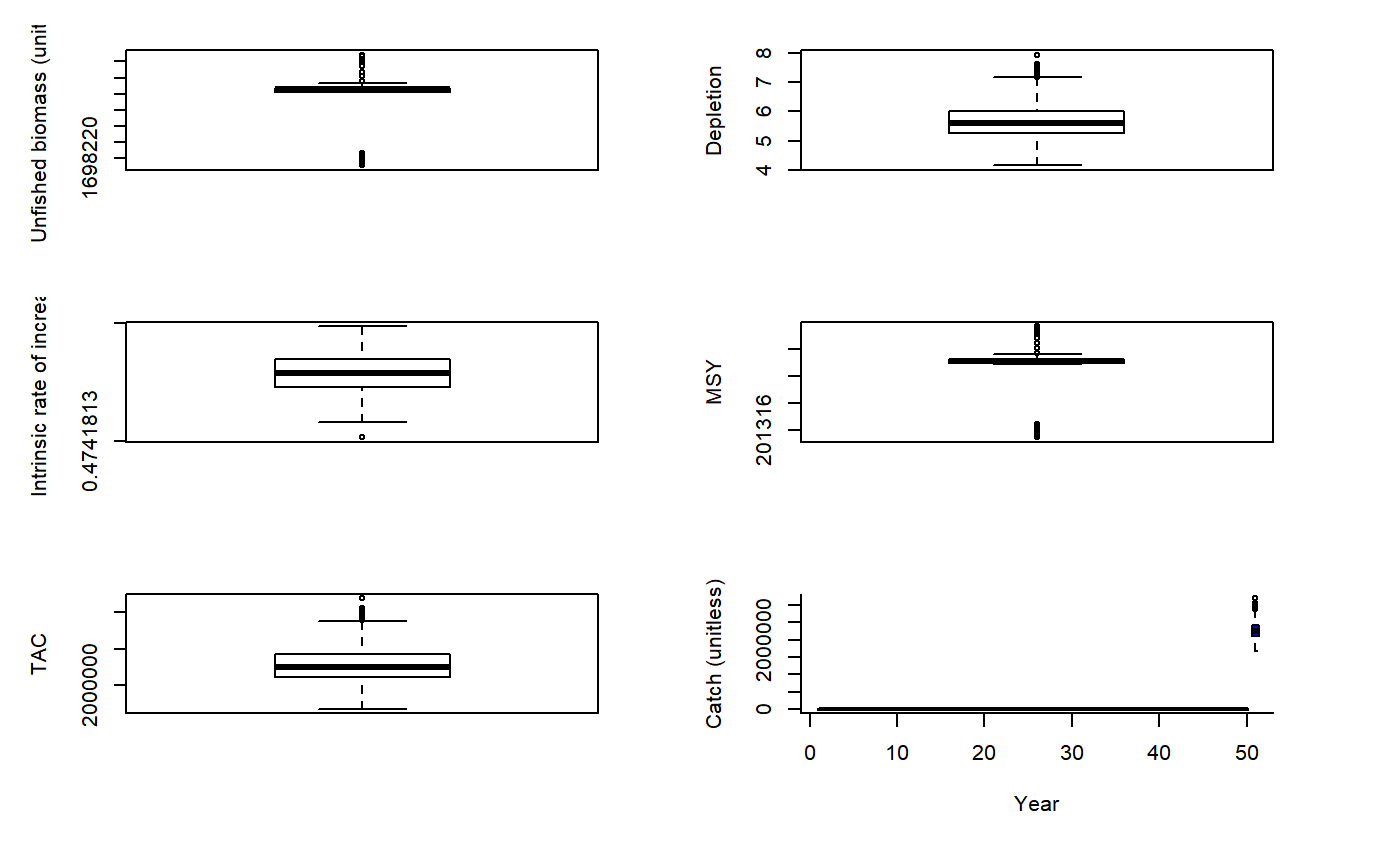 Unfished biomass (unit
1698220
Depletion
4 5 6 7 8
Intrinsic rate of increa
0.4741813
MSY
201316
TAC
2000000
Catch (unitless)
0 2000000
0 10 20 30 40 50
Year